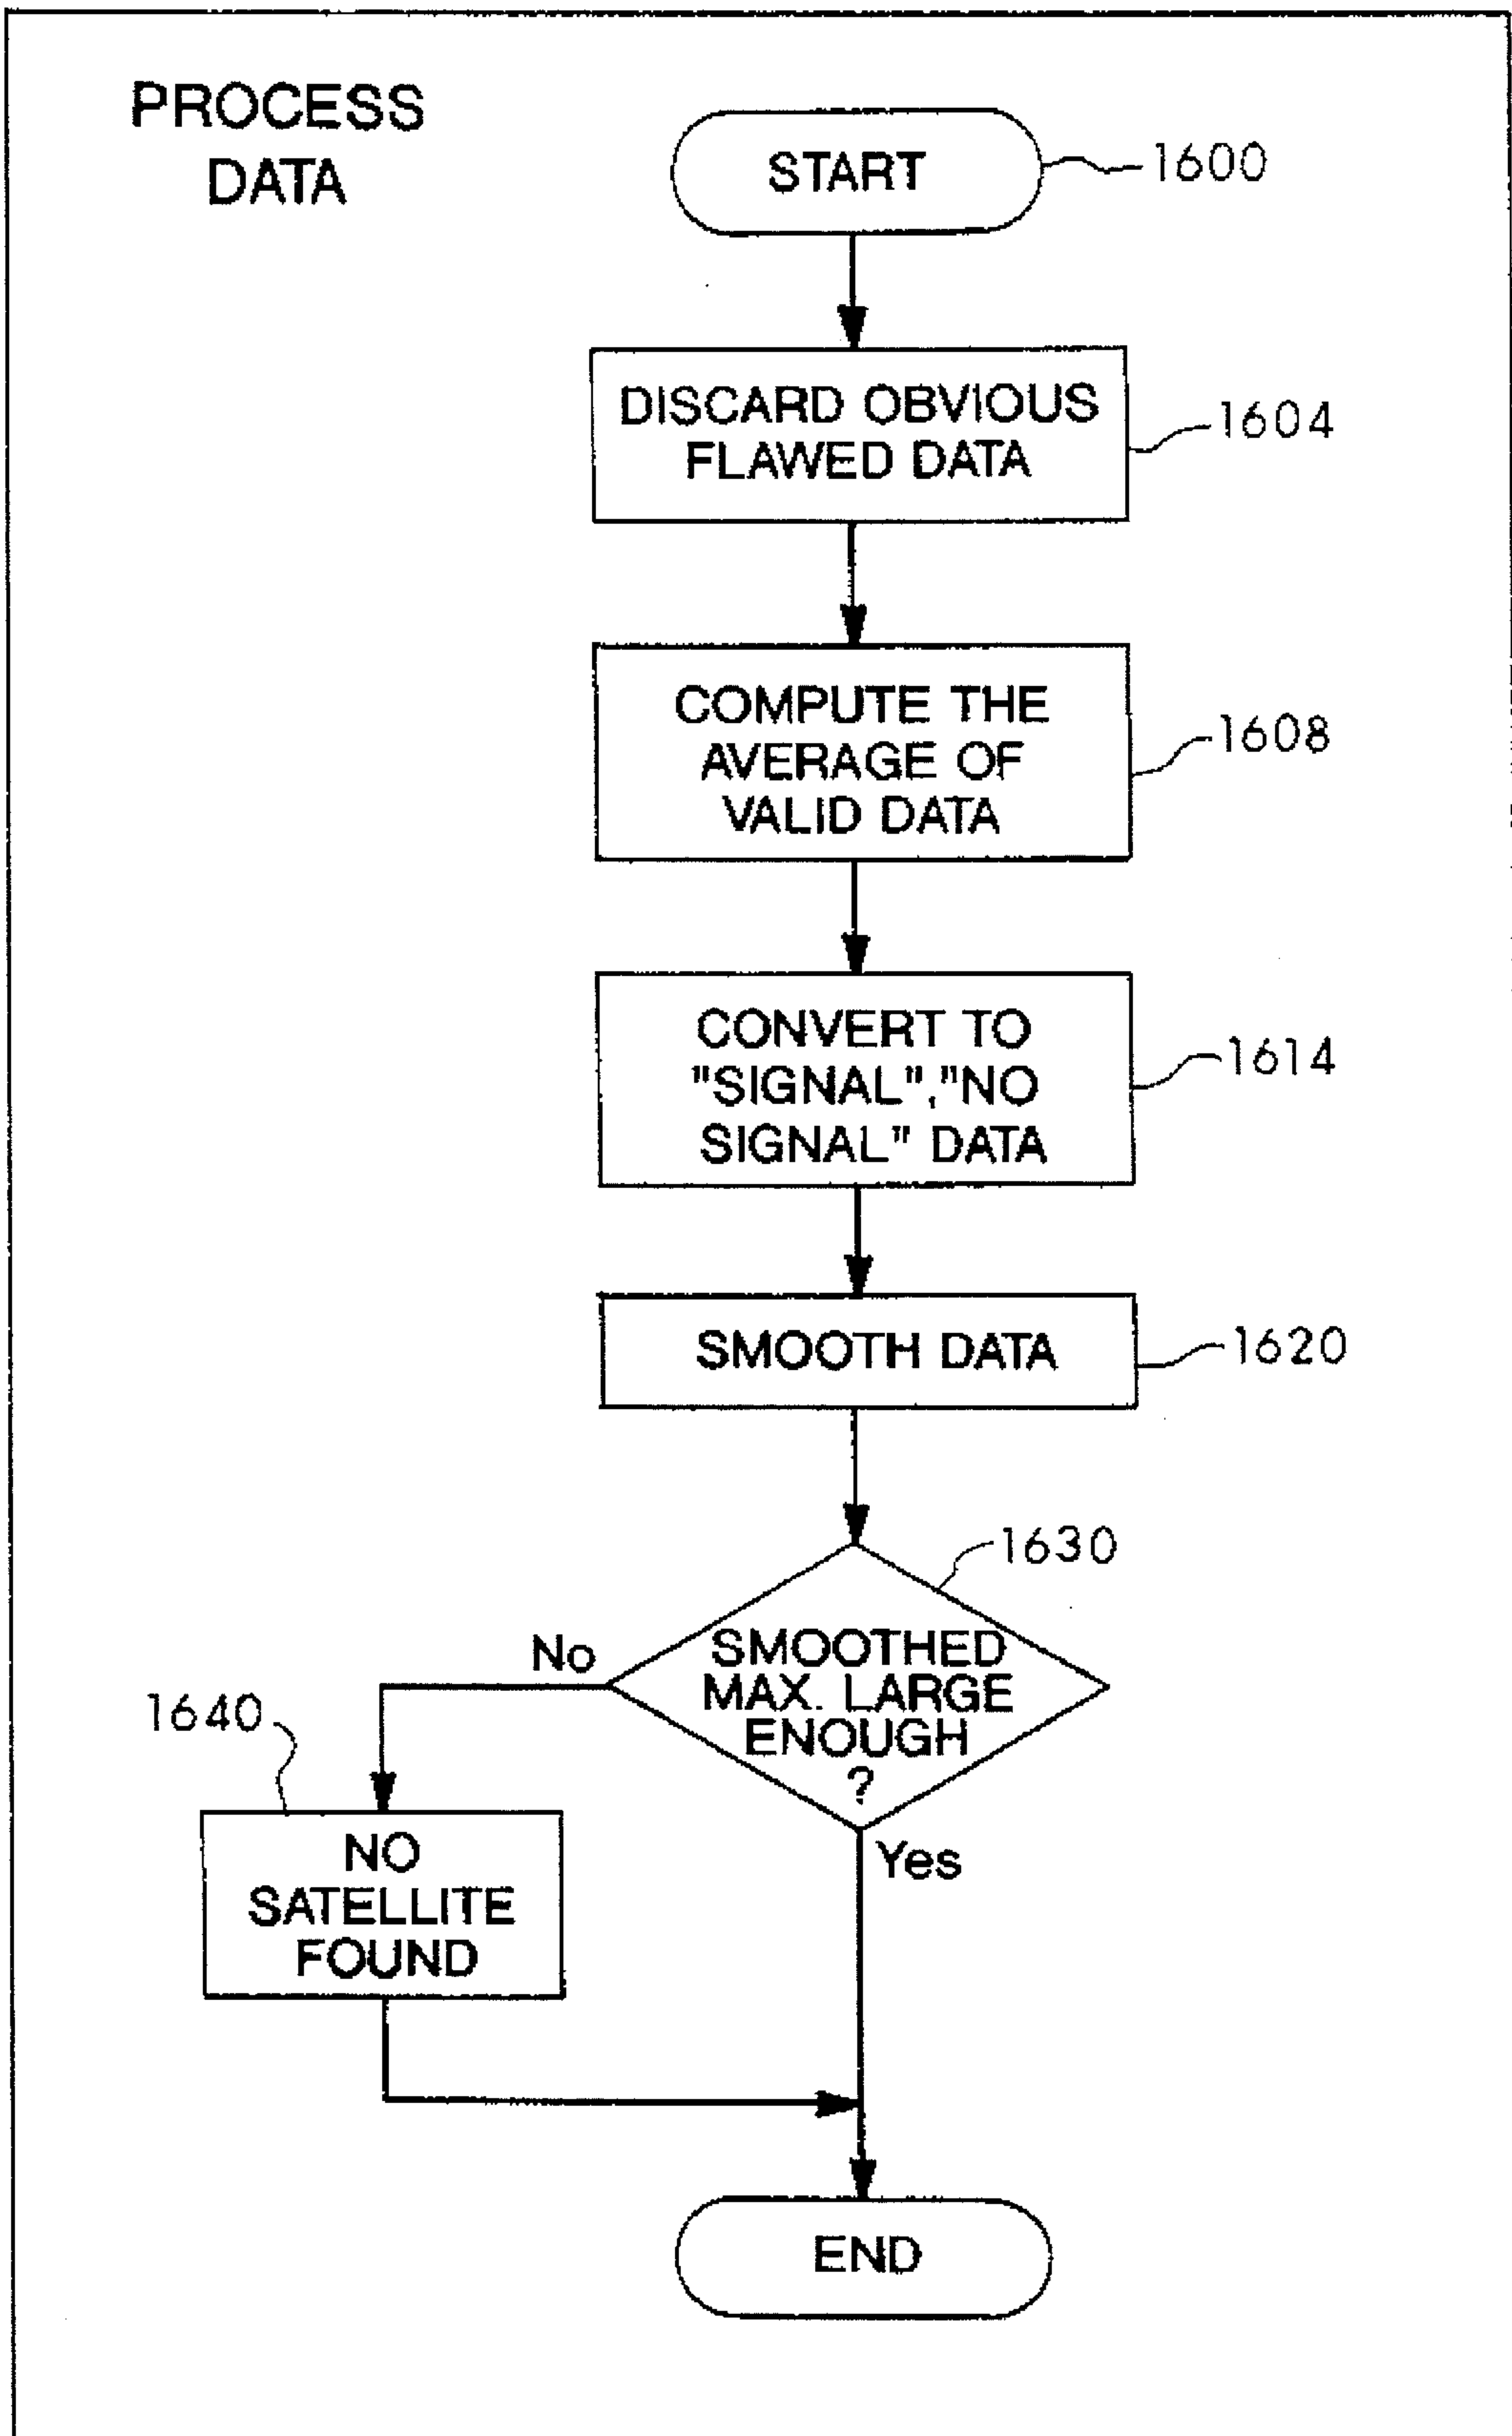 PROCESS
DATA
START
1600
DISCARD OBVIOUS
FLAWED DATA
1604
COMPUTE THE
AVERAGE OF
VALID DATA
1608
CONVERT TO
"SIGNAL","NO
SIGNAL" DATA
1614
SMOOTH DATA
1620
1630
SMOOTHED
MAX. LARGE
ENOUGH
?
No
Yes
1640
NO
SATELLITE
FOUND
END